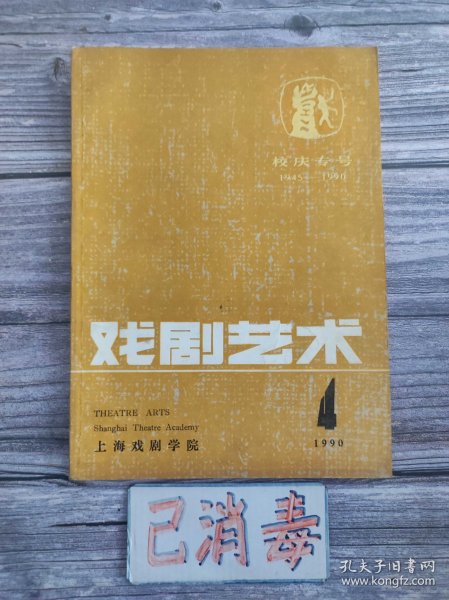 校庆专号
1945—1990
戏剧艺术
THEATRE ARTS
Shanghai Theatre Academy
上海戏剧学院
4
1990
已消毒
孔夫子旧书网
www.kongfz.com